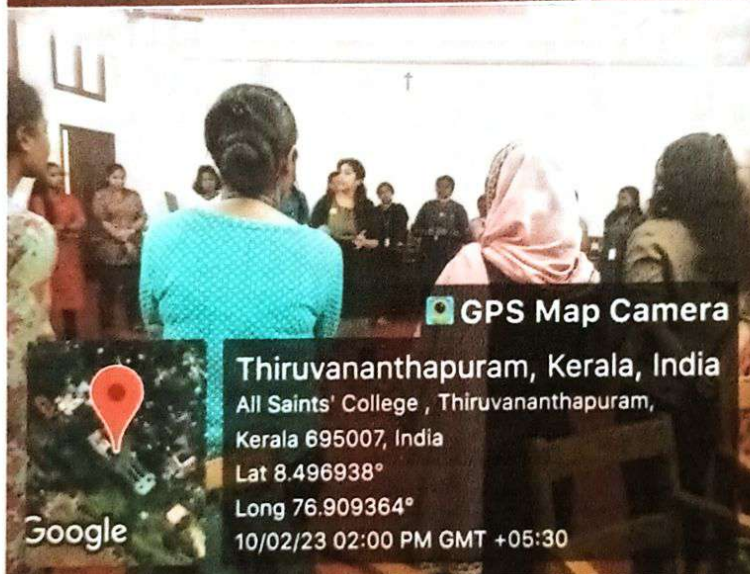 GPS Map Camera
Thiruvananthapuram, Kerala, India
All Saints' College , Thiruvananthapuram,
Kerala 695007, India
Lat 8.496938°
Long 76.909364°
10/02/23 02:00 PM GMT +05:30
Google